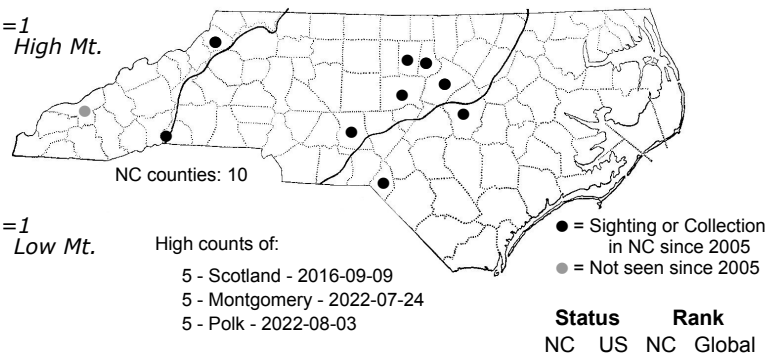 =1
High Mt.
NC counties: 10
=1
Low Mt.
High counts of:
5 - Scotland - 2016-09-09
5 - Montgomery - 2022-07-24
5 - Polk - 2022-08-03
● = Sighting or Collection
in NC since 2005
● = Not seen since 2005
Status Rank
NC US NC Global